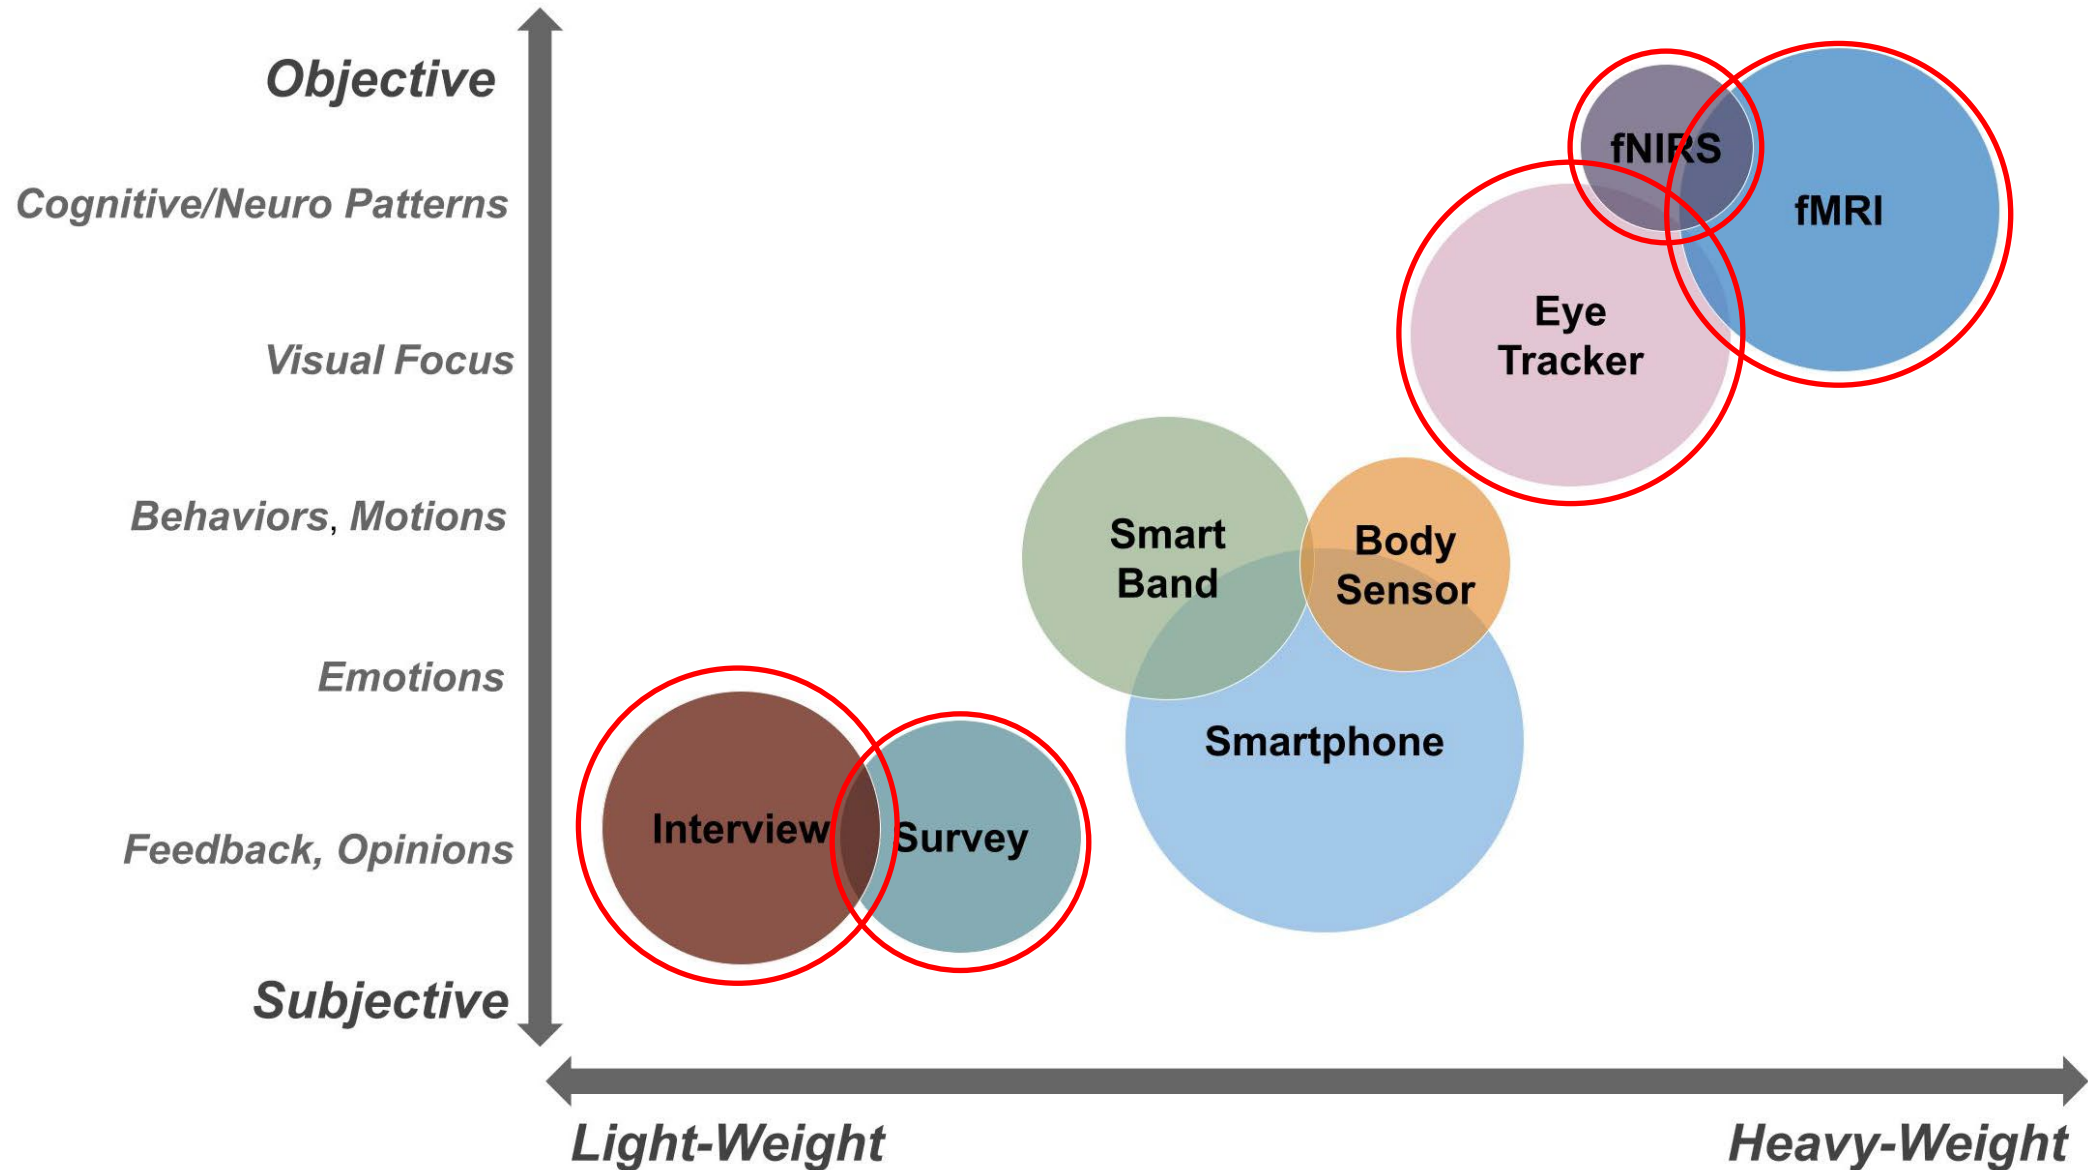 Objective
Cognitive/Neuro Patterns
Visual Focus
Behaviors, Motions
Emotions
Feedback, Opinions
Subjective
fNIRS
fMRI
Eye
Tracker
Smart
Band
Body
Sensor
Smartphone
Interview
Survey
Light-Weight
Heavy-Weight